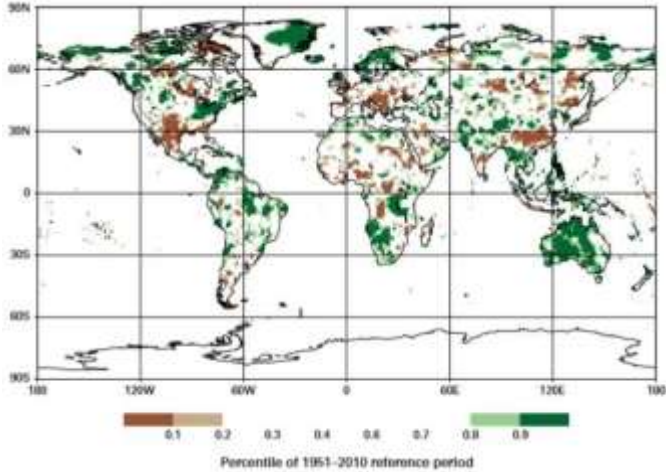 90N
60N
30N
0
30S
60S
90S
180 120W 60W 0 60E 120E 180
0.1 0.2 0.3 0.4 0.6 0.7 0.8 0.9
Percentile of 1951–2010 reference period